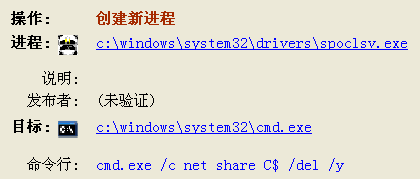 操作: 创建新进程
进程: c:\windows\system32\drivers\spoclsv.exe
说明:
发布者: (未验证)
目标: c:\windows\system32\cmd.exe
命令行: cmd.exe /c net share C$ /del /y